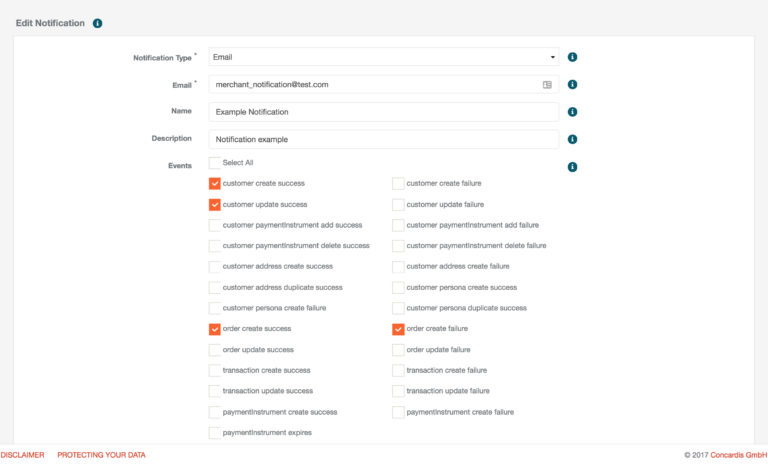 Edit Notification i
Notification Type * Email i
Email * merchant_notification@test.com i
Name Example Notification i
Description Notification example i
Events Select All i
customer create success customer create failure
customer update success customer update failure
customer paymentInstrument add success customer paymentInstrument add failure
customer paymentInstrument delete success customer paymentInstrument delete failure
customer address create success customer address create failure
customer address duplicate success customer persona create success
customer persona create failure customer persona duplicate success
order create success order create failure
order update success order update failure
transaction create success transaction create failure
transaction update success transaction update failure
paymentInstrument create success paymentInstrument create failure
paymentInstrument expires
DISCLAIMER PROTECTING YOUR DATA © 2017 Concardis GmbH